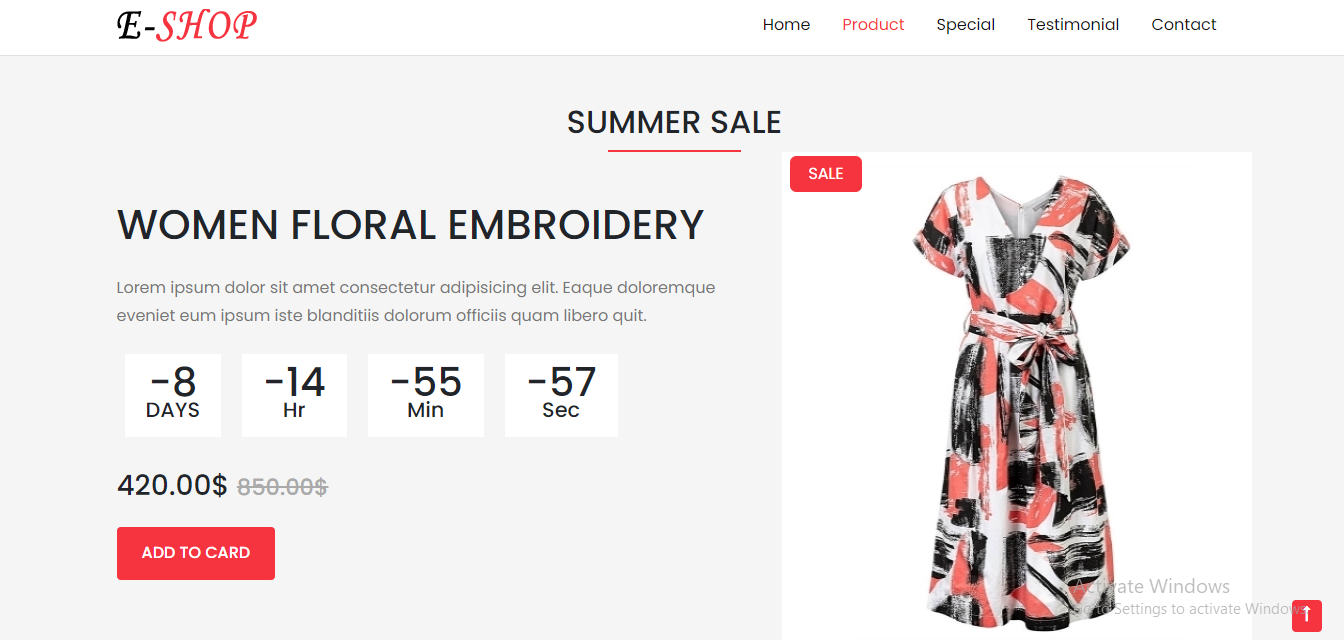 E-SHOP
Home Product Special Testimonial Contact
SUMMER SALE
SALE
WOMEN FLORAL EMBROIDERY
Lorem ipsum dolor sit amet consectetur adipisicing elit. Eaque doloremque
eveniet eum ipsum iste blanditiis dolorum officiis quam libero quit.
-8 -14 -55 -57
DAYS Hr Min Sec
420.00$ 850.00$
ADD TO CARD
Activate Windows
Go to Settings to activate Windows